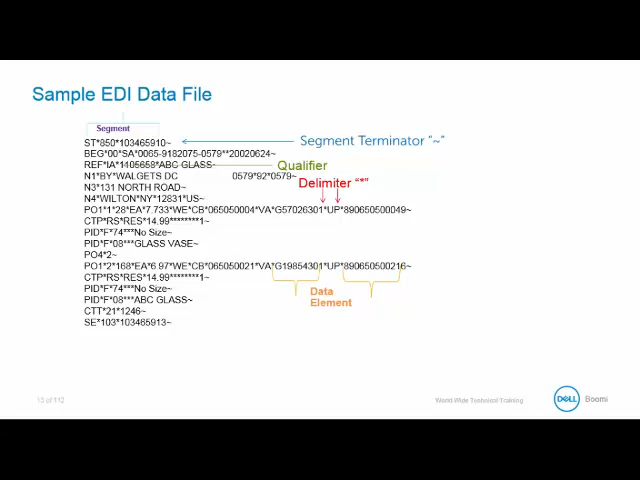 Sample EDI Data File
Segment
ST*850*103465910~
Segment Terminator "~"
BEG*00*SA*0065-9182075-0579**20020624~
REF*IA*1105658*ABC GLASS~
Qualifier
N1*BY*WALGETS DC 0579*92*0579~
Delimiter "*"
N3*131 NORTH ROAD~
N4*WILTON*NY*12831*US~
PO1*1*28*EA*7.733*WE*CB*065050004*VA*G57026301*UP*890650500049~
CTP*RS*RES*14.99********1~
PID*F*74***No Size~
PID*F*08***GLASS VASE~
PO4*2~
PO1*2*168*EA*6.97*WE*CB*065050021*VA*G19854301*UP*890650500216~
CTP*RS*RES*14.99********1~
PID*F*74***No Size~
Data
Element
PID*F*08***ABC GLASS~
CTT*21*1246~
SE*103*103465913~
13 of 112
World Wide Technical Training
DELL
Boomi